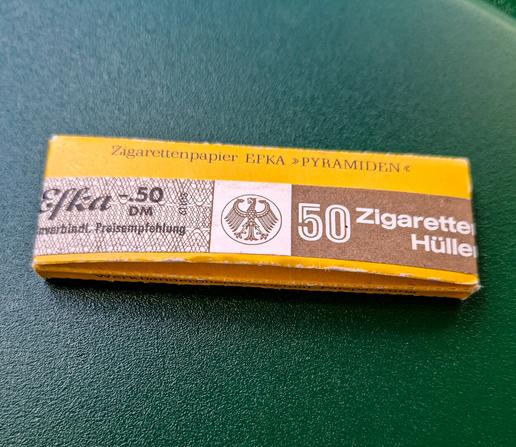 Zigarettenpapier EFKA »PYRAMIDEN«
Efka -.50
DM
unverbindl. Preisempfehlung
50 Zigaretten
Hüllen